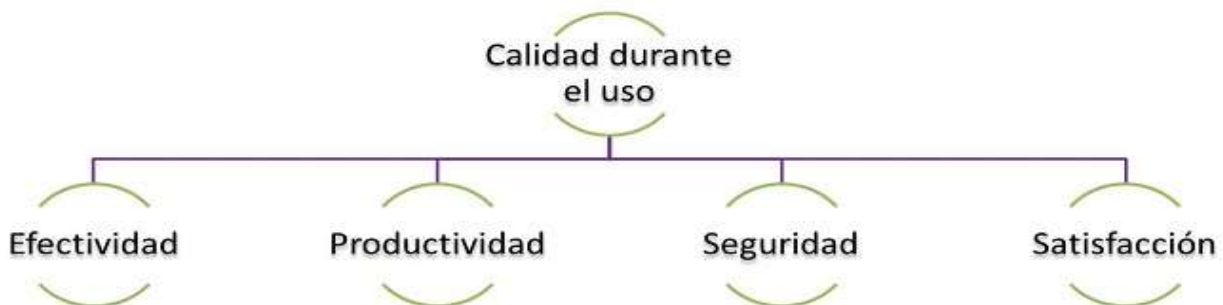 Calidad durante
el uso
Efectividad
Productividad
Seguridad
Satisfacción